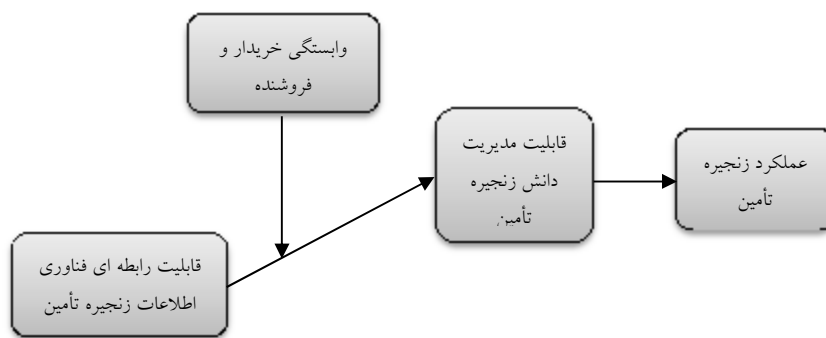 وابستگی خریدار و
فروشنده
قابلیت مدیریت
دانش زنجیره
تأمین
عملکرد زنجیره
تأمین
قابلیت رابطه ای فناوری
اطلاعات زنجیره تأمین